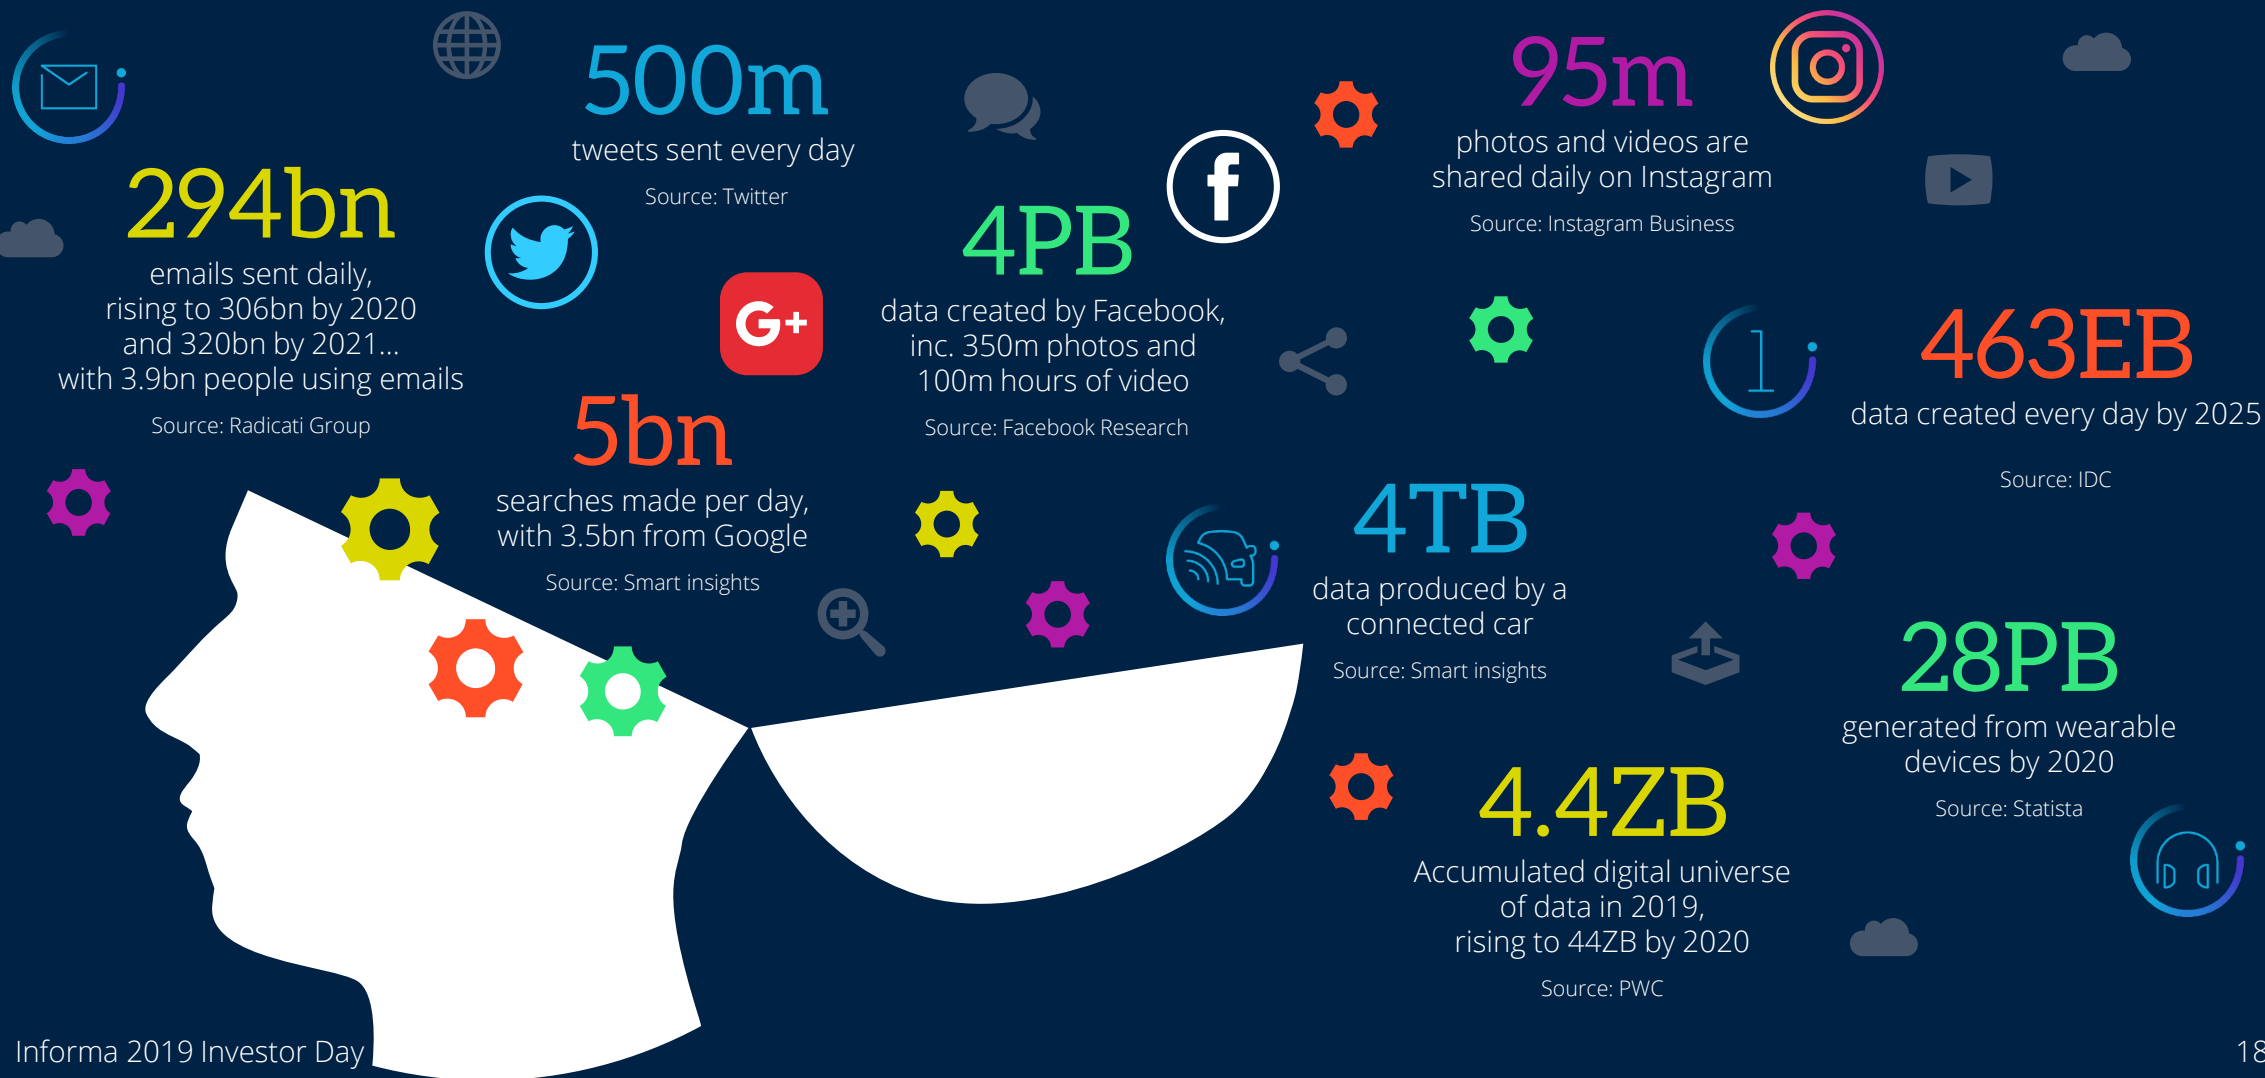 500m
tweets sent every day
Source: Twitter
95m
photos and videos are
shared daily on Instagram
Source: Instagram Business
294bn
emails sent daily,
rising to 306bn by 2020
and 320bn by 2021...
with 3.9bn people using emails
Source: Radicati Group
f
4PB
data created by Facebook,
inc. 350m photos and
100m hours of video
Source: Facebook Research
G+
5bn
searches made per day,
with 3.5bn from Google
Source: Smart insights
1
463EB
data created every day by 2025
Source: IDC
4TB
data produced by a
connected car
Source: Smart insights
28PB
generated from wearable
devices by 2020
Source: Statista
4.4ZB
Accumulated digital universe
of data in 2019,
rising to 44ZB by 2020
Source: PWC
Informa 2019 Investor Day
18